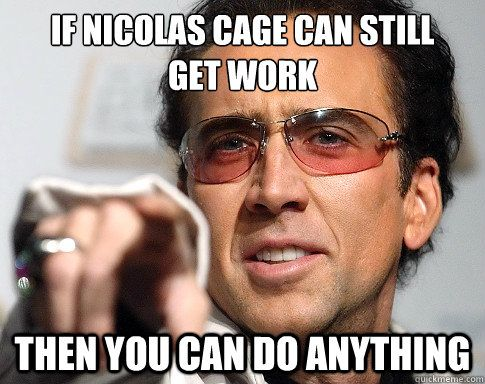 IF NICOLAS CAGE CAN STILL
GET WORK
THEN YOU CAN DO ANYTHING
quickmeme.com